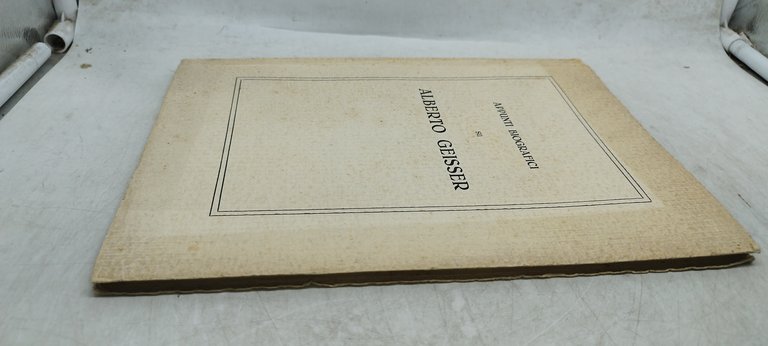 APPUNTI BIOGRAFICI
SU
ALBERTO GEISSER